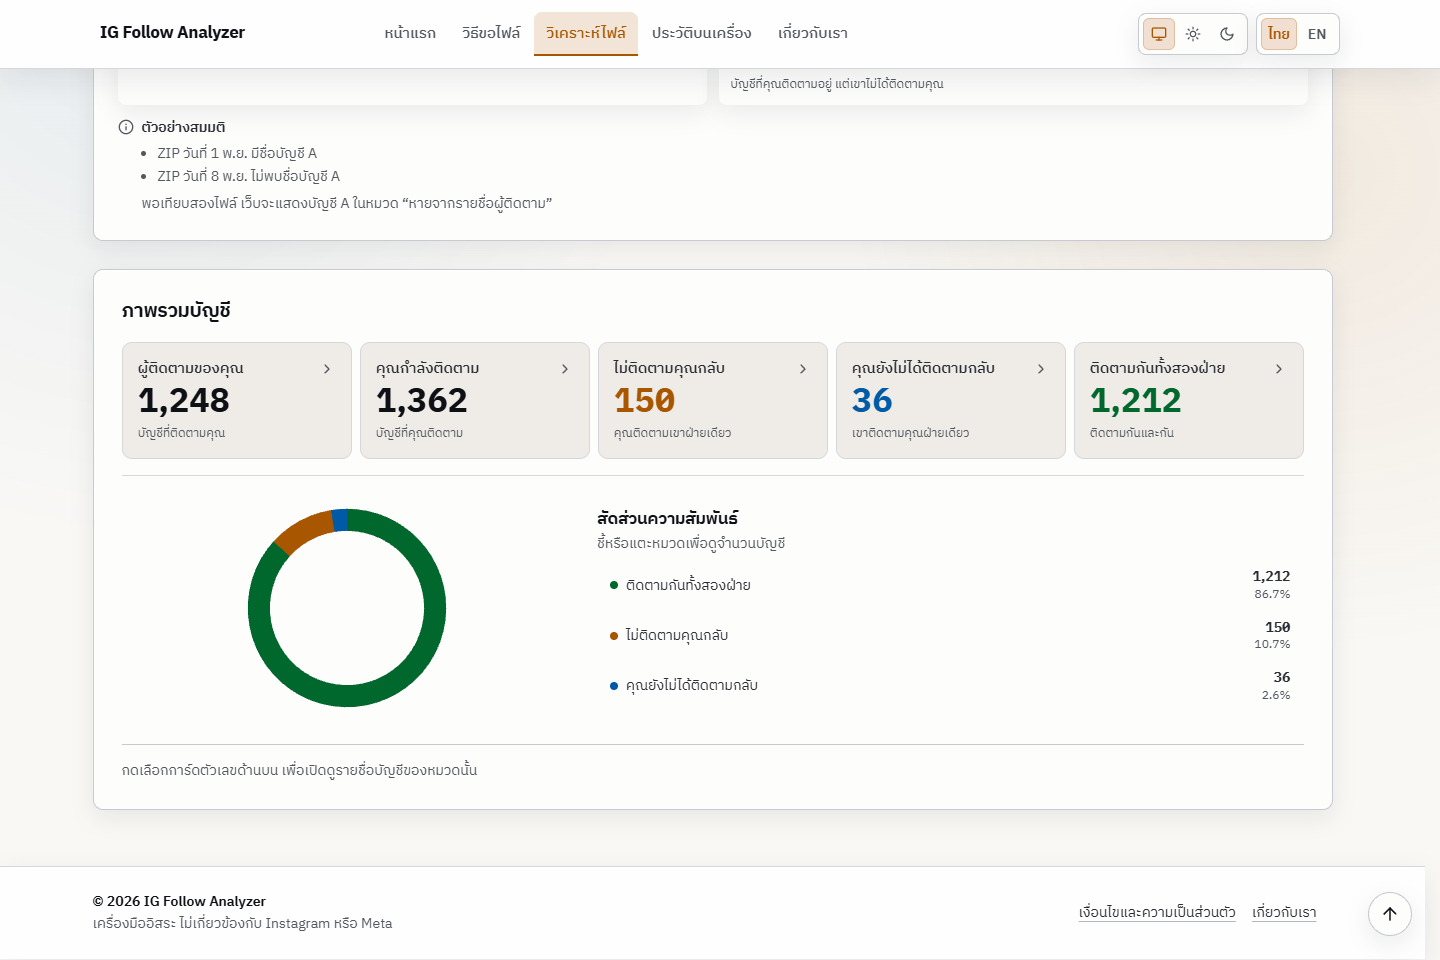 IG Follow Analyzer
หน้าแรก
วิธีขอไฟล์
วิเคราะห์ไฟล์
ประวัติบนเครื่อง
เกี่ยวกับเรา
ไทย
EN
บัญชีที่คุณติดตามอยู่ แต่เขาไม่ได้ติดตามคุณ
ตัวอย่างสมมติ
ZIP วันที่ 1 พ.ย. มีชื่อบัญชี A
ZIP วันที่ 8 พ.ย. ไม่พบชื่อบัญชี A
พอเทียบสองไฟล์ เว็บจะแสดงบัญชี A ในหมวด “หายจากรายชื่อผู้ติดตาม”
ภาพรวมบัญชี
ผู้ติดตามของคุณ
1,248
บัญชีที่ติดตามคุณ
คุณกำลังติดตาม
1,362
บัญชีที่คุณติดตาม
ไม่ติดตามคุณกลับ
150
คุณติดตามเขาฝ่ายเดียว
คุณยังไม่ได้ติดตามกลับ
36
เขาติดตามคุณฝ่ายเดียว
ติดตามกันทั้งสองฝ่าย
1,212
ติดตามกันและกัน
สัดส่วนความสัมพันธ์
ชี้หรือแตะหมวดเพื่อดูจำนวนบัญชี
ติดตามกันทั้งสองฝ่าย
1,212
86.7%
ไม่ติดตามคุณกลับ
150
10.7%
คุณยังไม่ได้ติดตามกลับ
36
2.6%
กดเลือกการ์ดตัวเลขด้านบน เพื่อเปิดดูรายชื่อบัญชีของหมวดนั้น
© 2026 IG Follow Analyzer
เครื่องมืออิสระ ไม่เกี่ยวข้องกับ Instagram หรือ Meta
เงื่อนไขและความเป็นส่วนตัว
เกี่ยวกับเรา